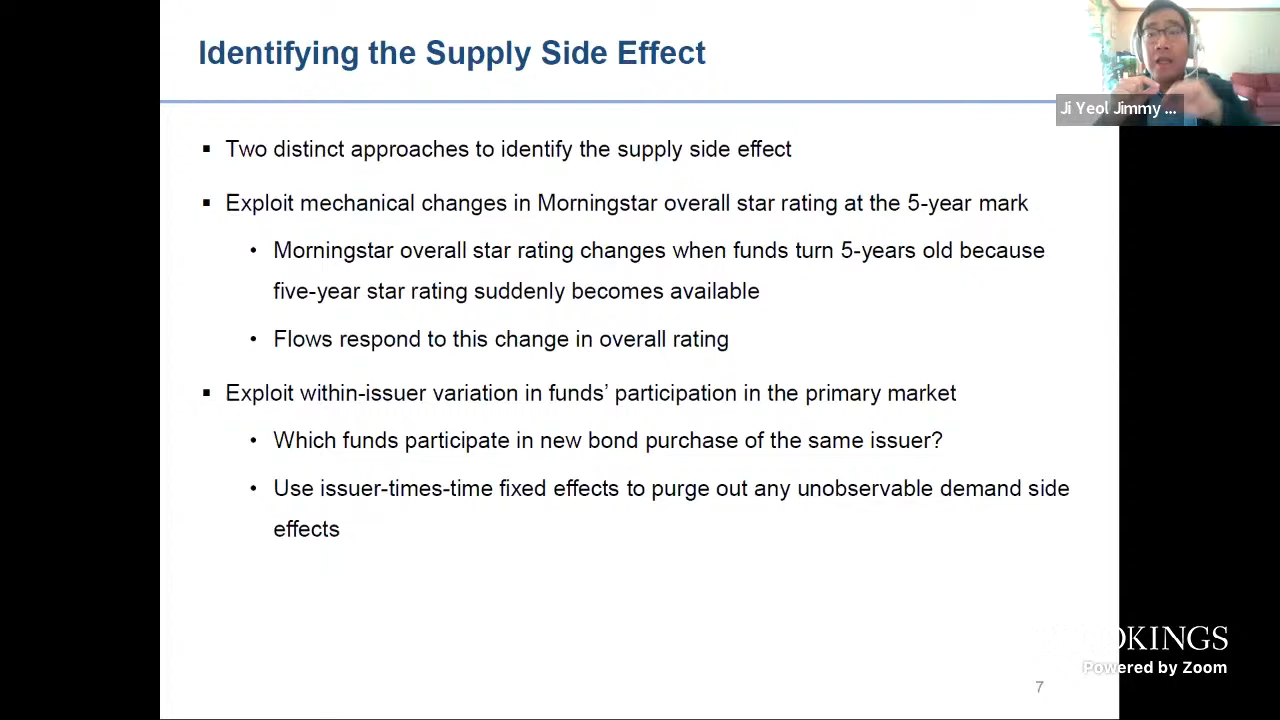 Identifying the Supply Side Effect
Ji Yeol Jimmy ...
▪ Two distinct approaches to identify the supply side effect
▪ Exploit mechanical changes in Morningstar overall star rating at the 5-year mark
• Morningstar overall star rating changes when funds turn 5-years old because
five-year star rating suddenly becomes available
• Flows respond to this change in overall rating
▪ Exploit within-issuer variation in funds’ participation in the primary market
• Which funds participate in new bond purchase of the same issuer?
• Use issuer-times-time fixed effects to purge out any unobservable demand side
effects
OKINGS
Powered by Zoom
7